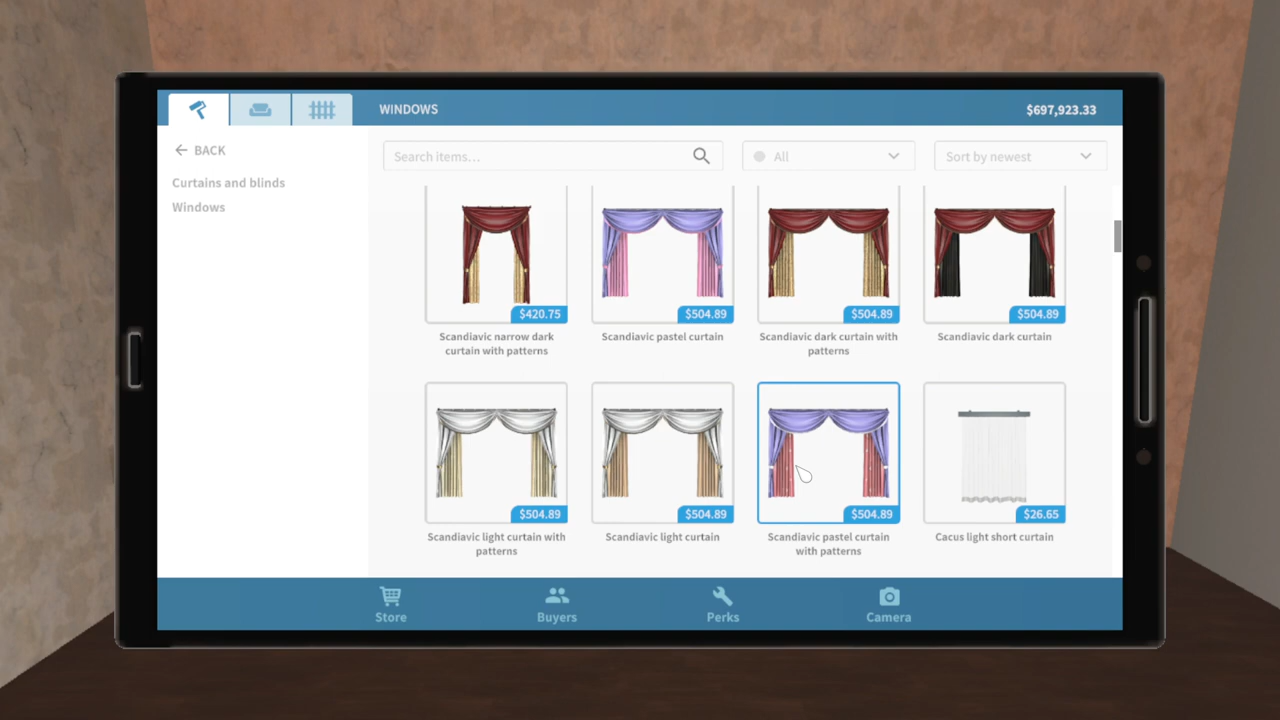 WINDOWS
$697,923.33
BACK
Search items...
All
Sort by newest
Curtains and blinds
Windows
$420.75
$504.89
$504.89
$504.89
Scandiavic narrow dark
curtain with patterns
Scandiavic pastel curtain
Scandiavic dark curtain with
patterns
Scandiavic dark curtain
$504.89
$504.89
$504.89
$26.65
Scandiavic light curtain with
patterns
Scandiavic light curtain
Scandiavic pastel curtain
with patterns
Cacus light short curtain
Store
Buyers
Perks
Camera